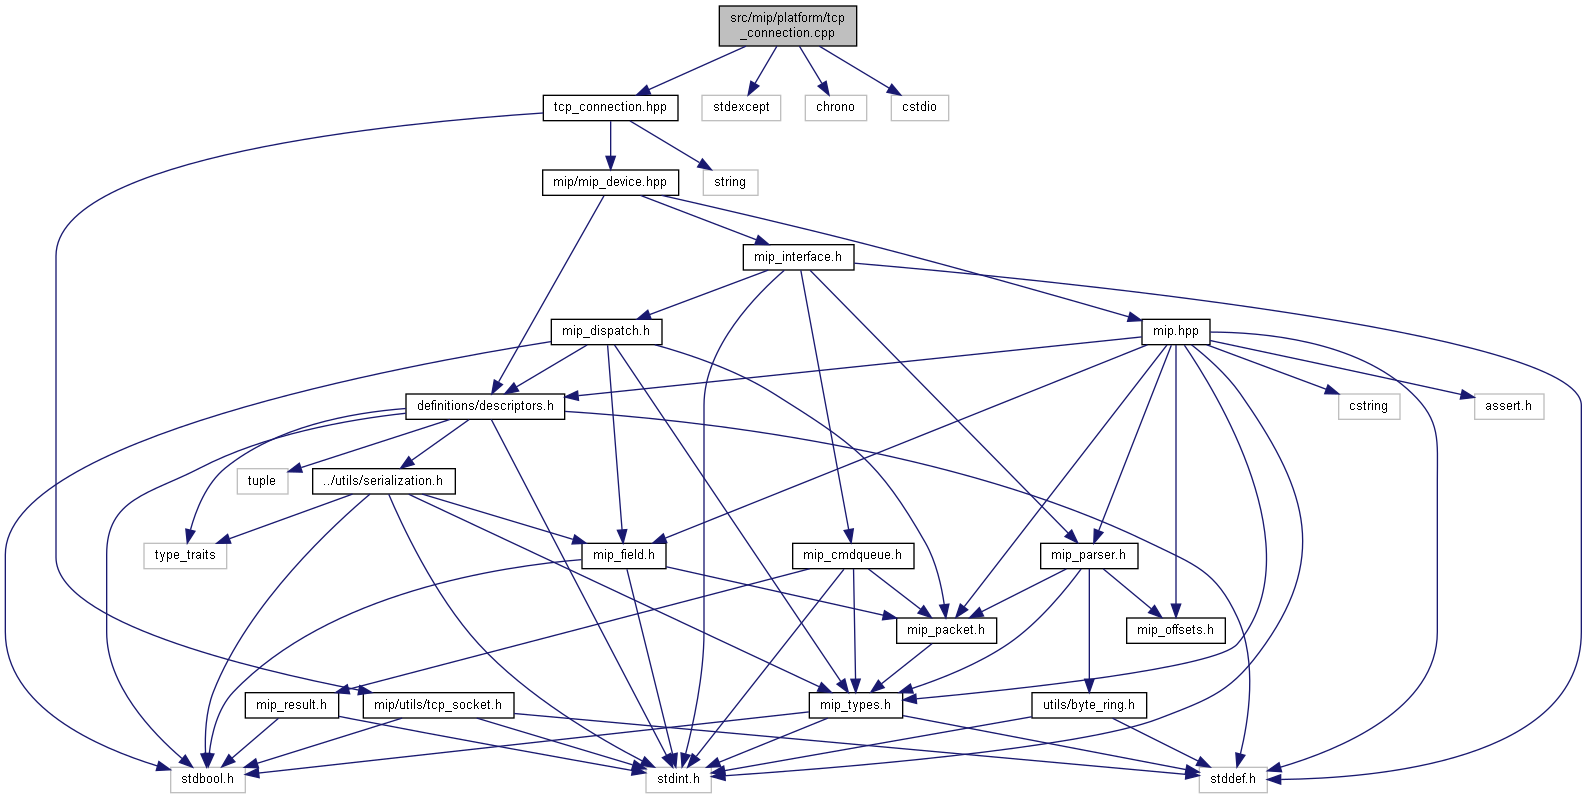 src/mip/platform/tcp
_connection.cpp
tcp_connection.hpp
stdexcept
chrono
cstdio
mip/mip_device.hpp
string
mip_interface.h
mip_dispatch.h
mip.hpp
definitions/descriptors.h
cstring
assert.h
tuple
../utils/serialization.h
type_traits
mip_field.h
mip_cmdqueue.h
mip_parser.h
mip_packet.h
mip_offsets.h
mip_result.h
mip/utils/tcp_socket.h
mip_types.h
utils/byte_ring.h
stdbool.h
stdint.h
stddef.h